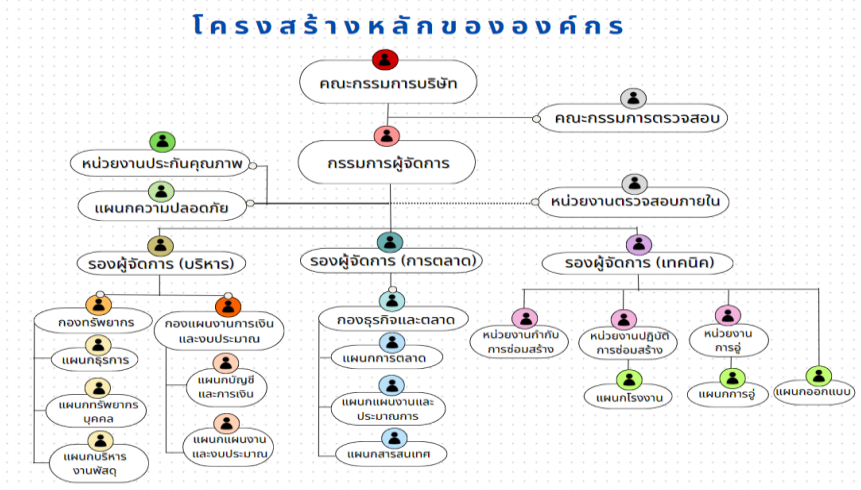 โครงสร้างหลักขององค์กร
คณะกรรมการบริษัท
คณะกรรมการตรวจสอบ
กรรมการผู้จัดการ
หน่วยงานประกันคุณภาพ
แผนกความปลอดภัย
หน่วยงานตรวจสอบภายใน
รองผู้จัดการ (บริหาร)
รองผู้จัดการ (การตลาด)
รองผู้จัดการ (เทคนิค)
กองทรัพยากร
แผนกธุรการ
แผนกทรัพยากร
บุคคล
แผนกบริหาร
งานพัสดุ
กองแผนงานการเงิน
และงบประมาณ
แผนกบัญชี
และการเงิน
แผนกแผนงาน
และงบประมาณ
กองธุรกิจและตลาด
แผนกการตลาด
แผนกแผนงานและ
ประมาณการ
แผนกสารสนเทศ
หน่วยงานกำกับ
การซ่อมสร้าง
หน่วยงานปฏิบัติ
การซ่อมสร้าง
แผนกโรงงาน
หน่วยงาน
การอู่
แผนกการอู่
แผนกออกแบบ